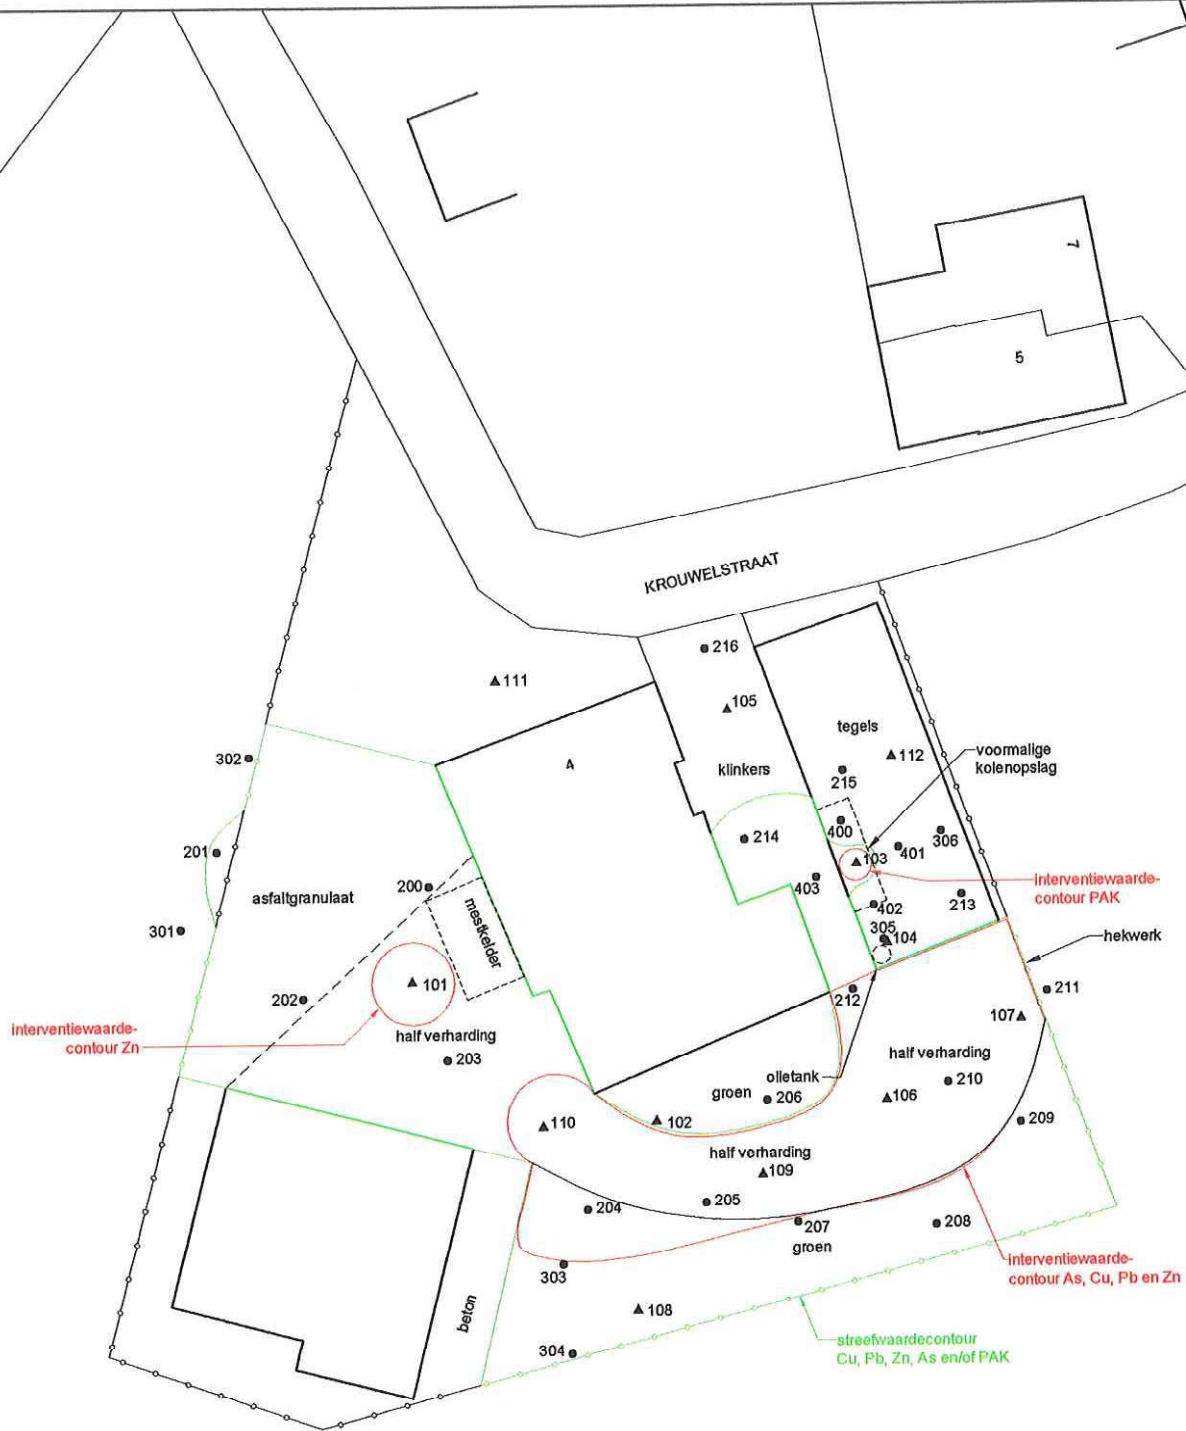 7
5
KROUWELSTRAAT
216
111
105
tegels
4
302
112
voormalige
kolenopslag
klinkers
215
400
306
214
201
401
103
interventiewaarde-
contour PAK
403
200
asfaltgranulaat
402
213
mestkelder
301
305
104
hekwerk
101
202
212
211
107
interventiewaarde-
contour Zn
half verharding
203
half verharding
olietank
210
groen
206
106
102
110
209
half verharding
109
205
204
207
208
groen
303
interventiewaarde-
contour As, Cu, Pb en Zn
108
beton
304
streefwaardecontour
Cu, Pb, Zn, As en/of PAK